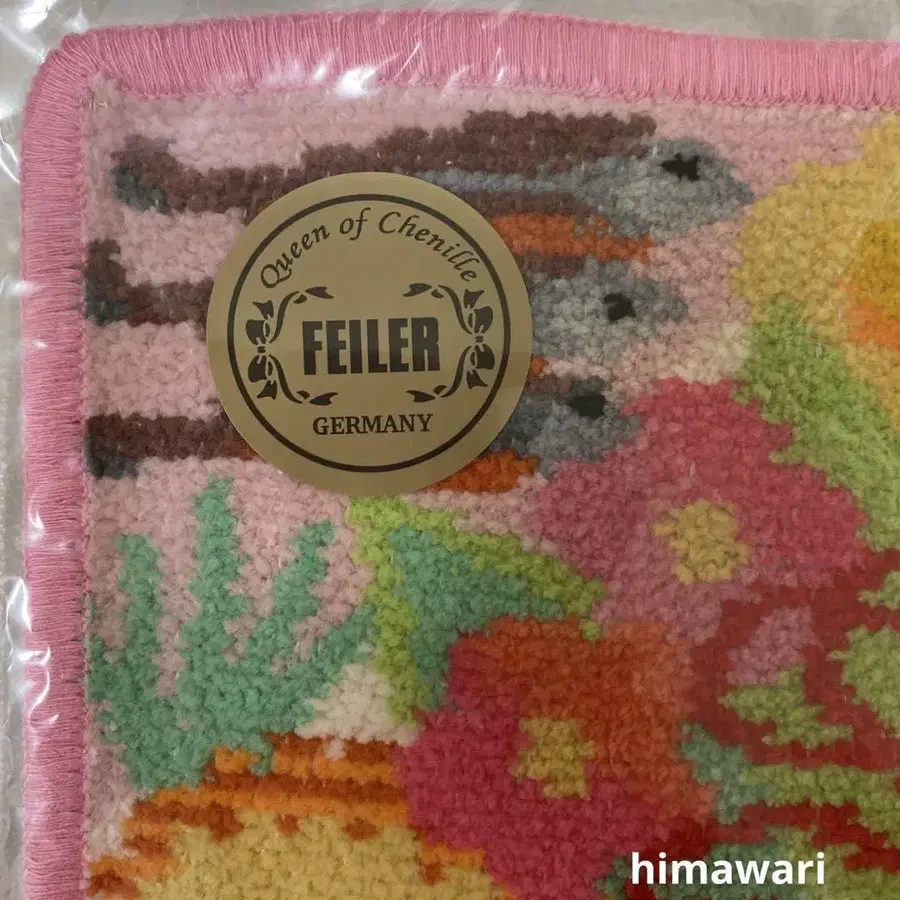 Queen of Chenille
FEILER
GERMANY
himawari